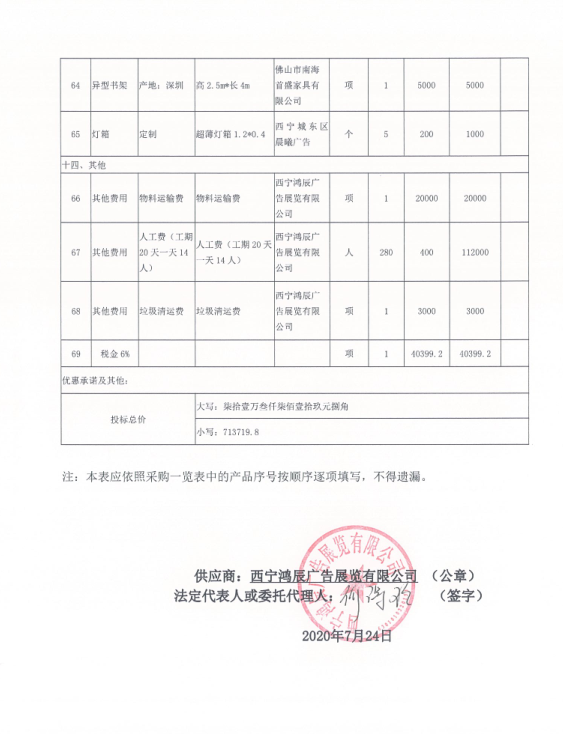 64 异型书架 产地：深圳 高 2.5m*长 4m 佛山市南海首盛家具有限公司 项 1 5000 5000
65 灯箱 定制 超薄灯箱 1.2*0.4 西宁城东区晨曦广告 个 5 200 1000
十四、其他
66 其他费用 物料运输费 物料运输费 西宁鸿辰广告展览有限公司 项 1 20000 20000
67 其他费用 人工费（工期 20 天一天 14 人） 人工费（工期 20 天一天 14 人） 西宁鸿辰广告展览有限公司 人 280 400 112000
68 其他费用 垃圾清运费 垃圾清运费 西宁鸿辰广告展览有限公司 项 1 3000 3000
69 税金 6% 项 1 40399.2 40399.2
优惠承诺及其他：
投标总价
大写：柒拾壹万叁仟柒佰壹拾玖元捌角
小写：713719.8
注：本表应依照采购一览表中的产品序号按顺序逐项填写，不得遗漏。
供应商：西宁鸿辰广告展览有限公司 （公章）
法定代表人或委托代理人： （签字）
2020年7月24日